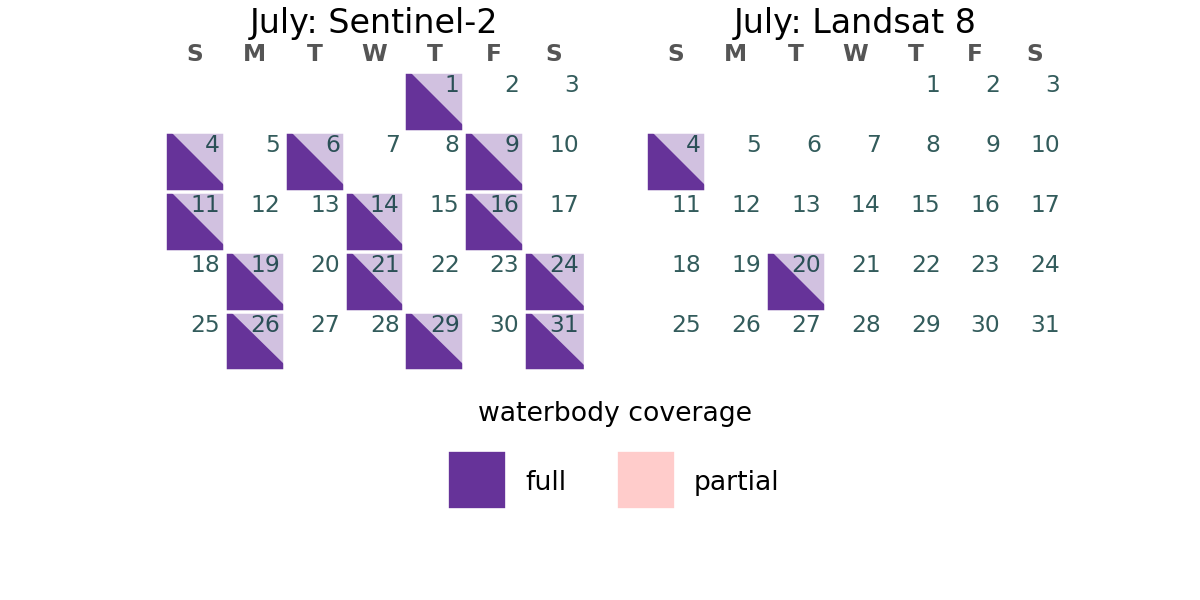 July: Sentinel-2
S M T W T F S
1 2 3
4 5 6 7 8 9 10
11 12 13 14 15 16 17
18 19 20 21 22 23 24
25 26 27 28 29 30 31
July: Landsat 8
S M T W T F S
1 2 3
4 5 6 7 8 9 10
11 12 13 14 15 16 17
18 19 20 21 22 23 24
25 26 27 28 29 30 31
waterbody coverage
full
partial